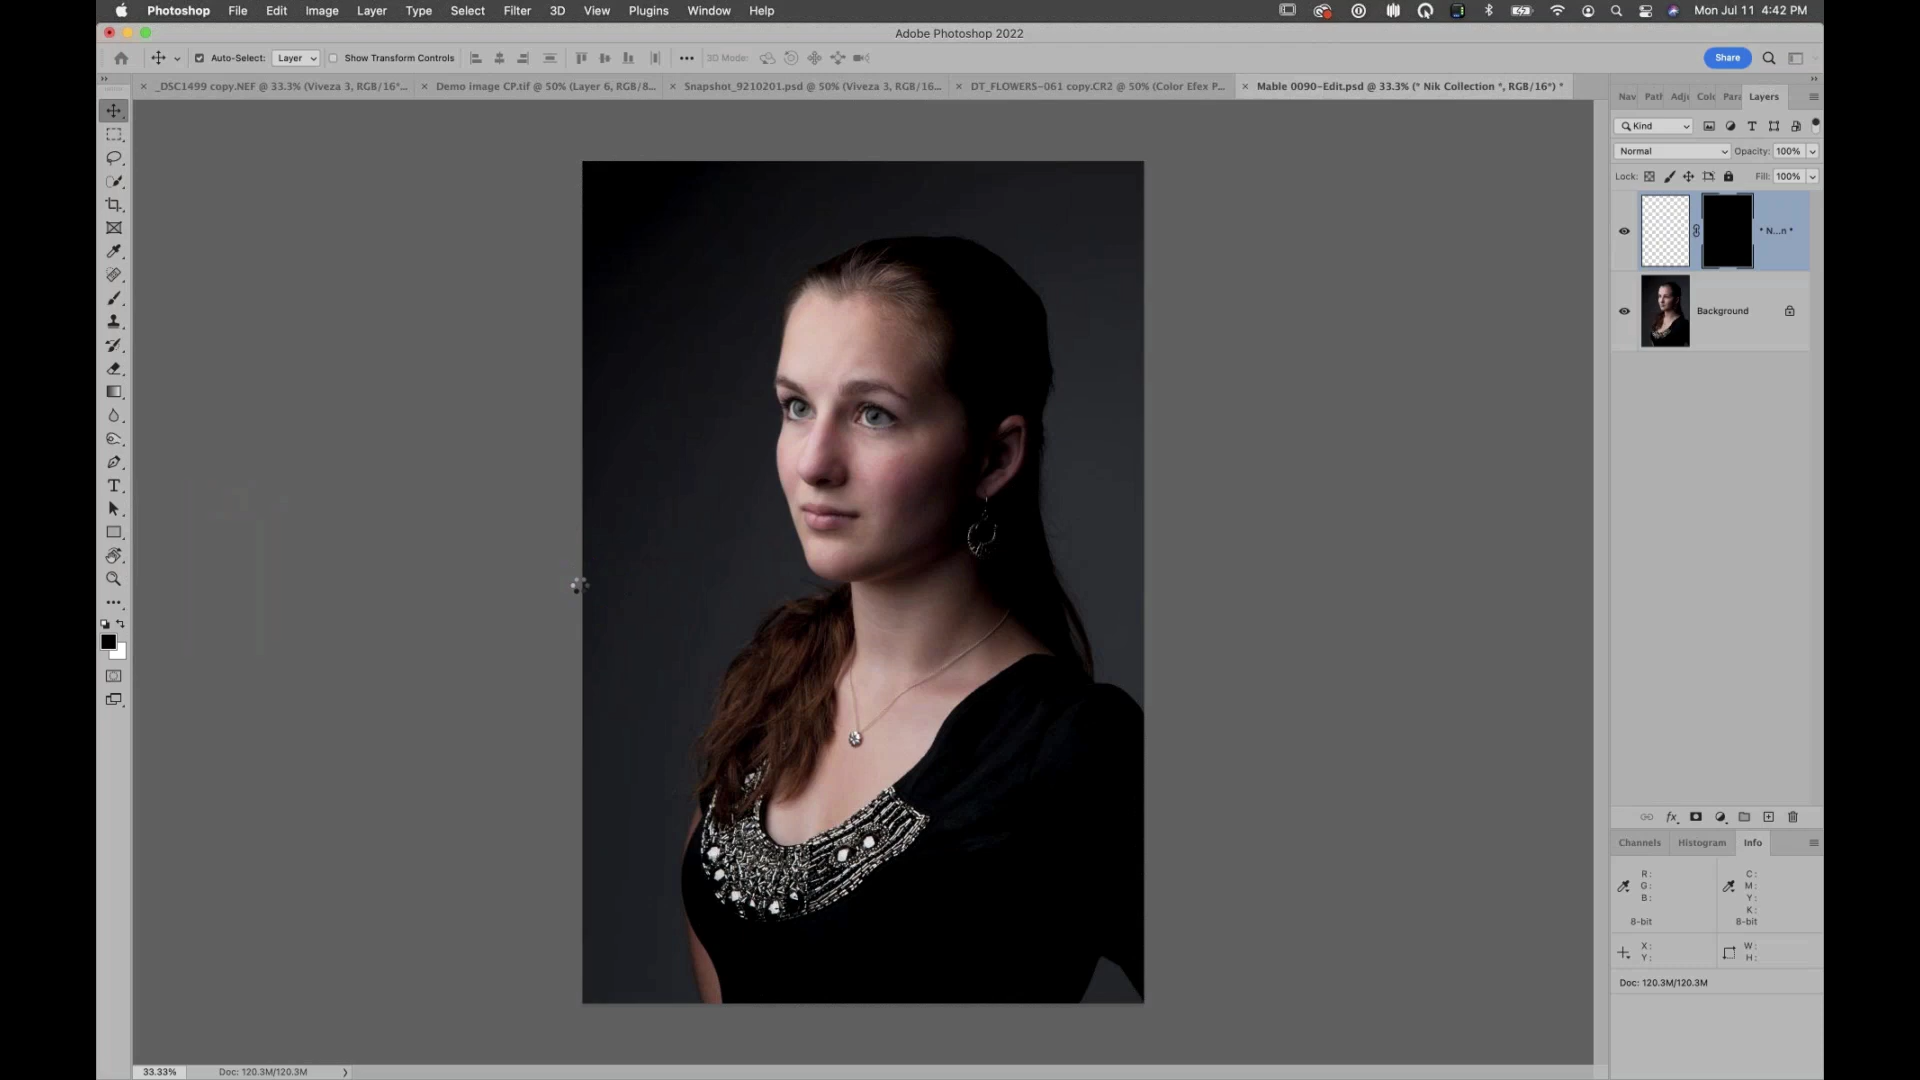 Photoshop File Edit Image Layer Type Select Filter 3D View Plugins Window Help Mon Jul 11 4:42 PM
Adobe Photoshop 2022
Auto-Select: Layer Show Transform Controls 3D Mode: Share
_DSC1499 copy.NEF @ 33.3% (Viveza 3, RGB/16*... Demo image CP.tif @ 50% (Layer 6, RGB/8... Snapshot_9210201.psd @ 50% (Viveza 3, RGB/16... DT_FLOWERS-061 copy.CR2 @ 50% (Color Efex P... Mable 0090-Edit.psd @ 33.3% (* Nik Collection *, RGB/16*) *
Nav Path Adju Colo Para Layers
Kind
Normal Opacity: 100%
Lock: Fill: 100%
* N...n *
Background
Channels Histogram Info
R: C:
G: M:
B: Y:
K:
8-bit 8-bit
X: W:
Y: H:
Doc: 120.3M/120.3M
33.33% Doc: 120.3M/120.3M